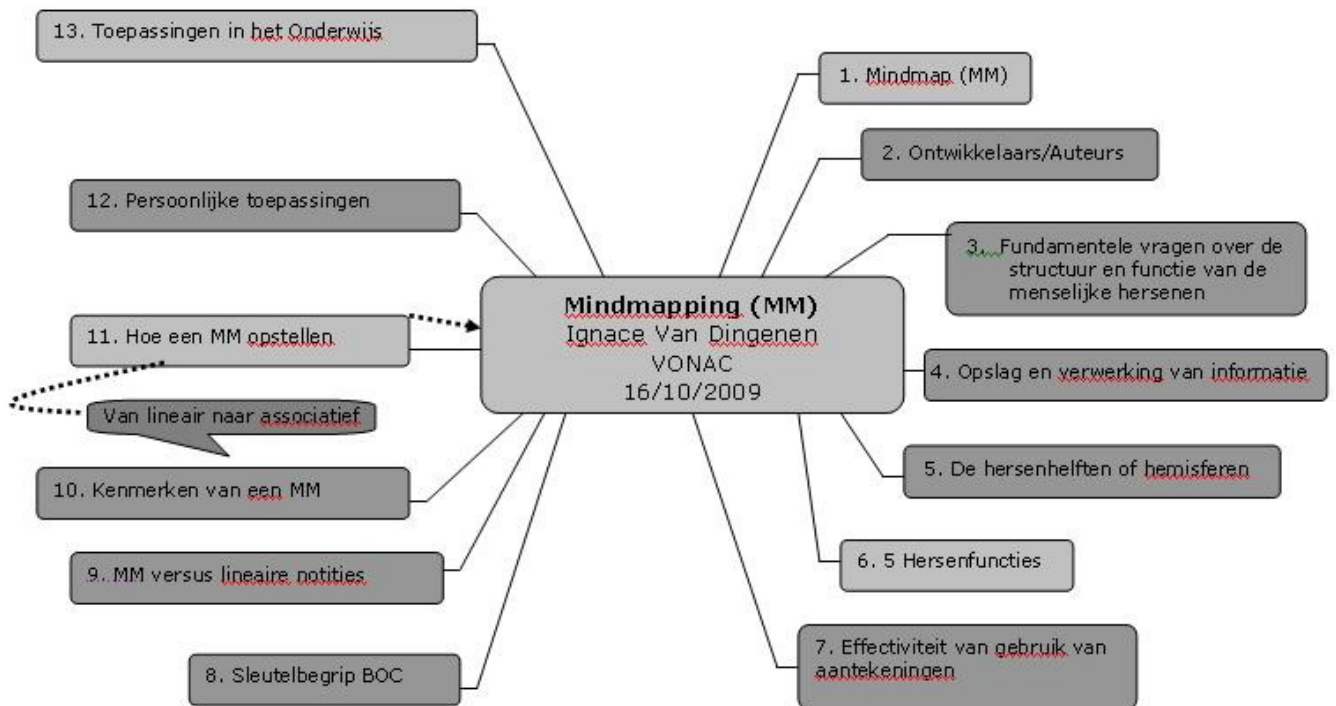 Mindmapping (MM)
Ignace Van Dingenen
VONAC
16/10/2009
1. Mindmap (MM)
2. Ontwikkelaars/Auteurs
3. Fundamentele vragen over de
structuur en functie van de
menselijke hersenen
4. Opslag en verwerking van informatie
5. De hersenhelften of hemisferen
6. 5 Hersenfuncties
7. Effectiviteit van gebruik van
aantekeningen
8. Sleutelbegrip BOC
9. MM versus lineaire notities
10. Kenmerken van een MM
Van lineair naar associatief
11. Hoe een MM opstellen
12. Persoonlijke toepassingen
13. Toepassingen in het Onderwijs